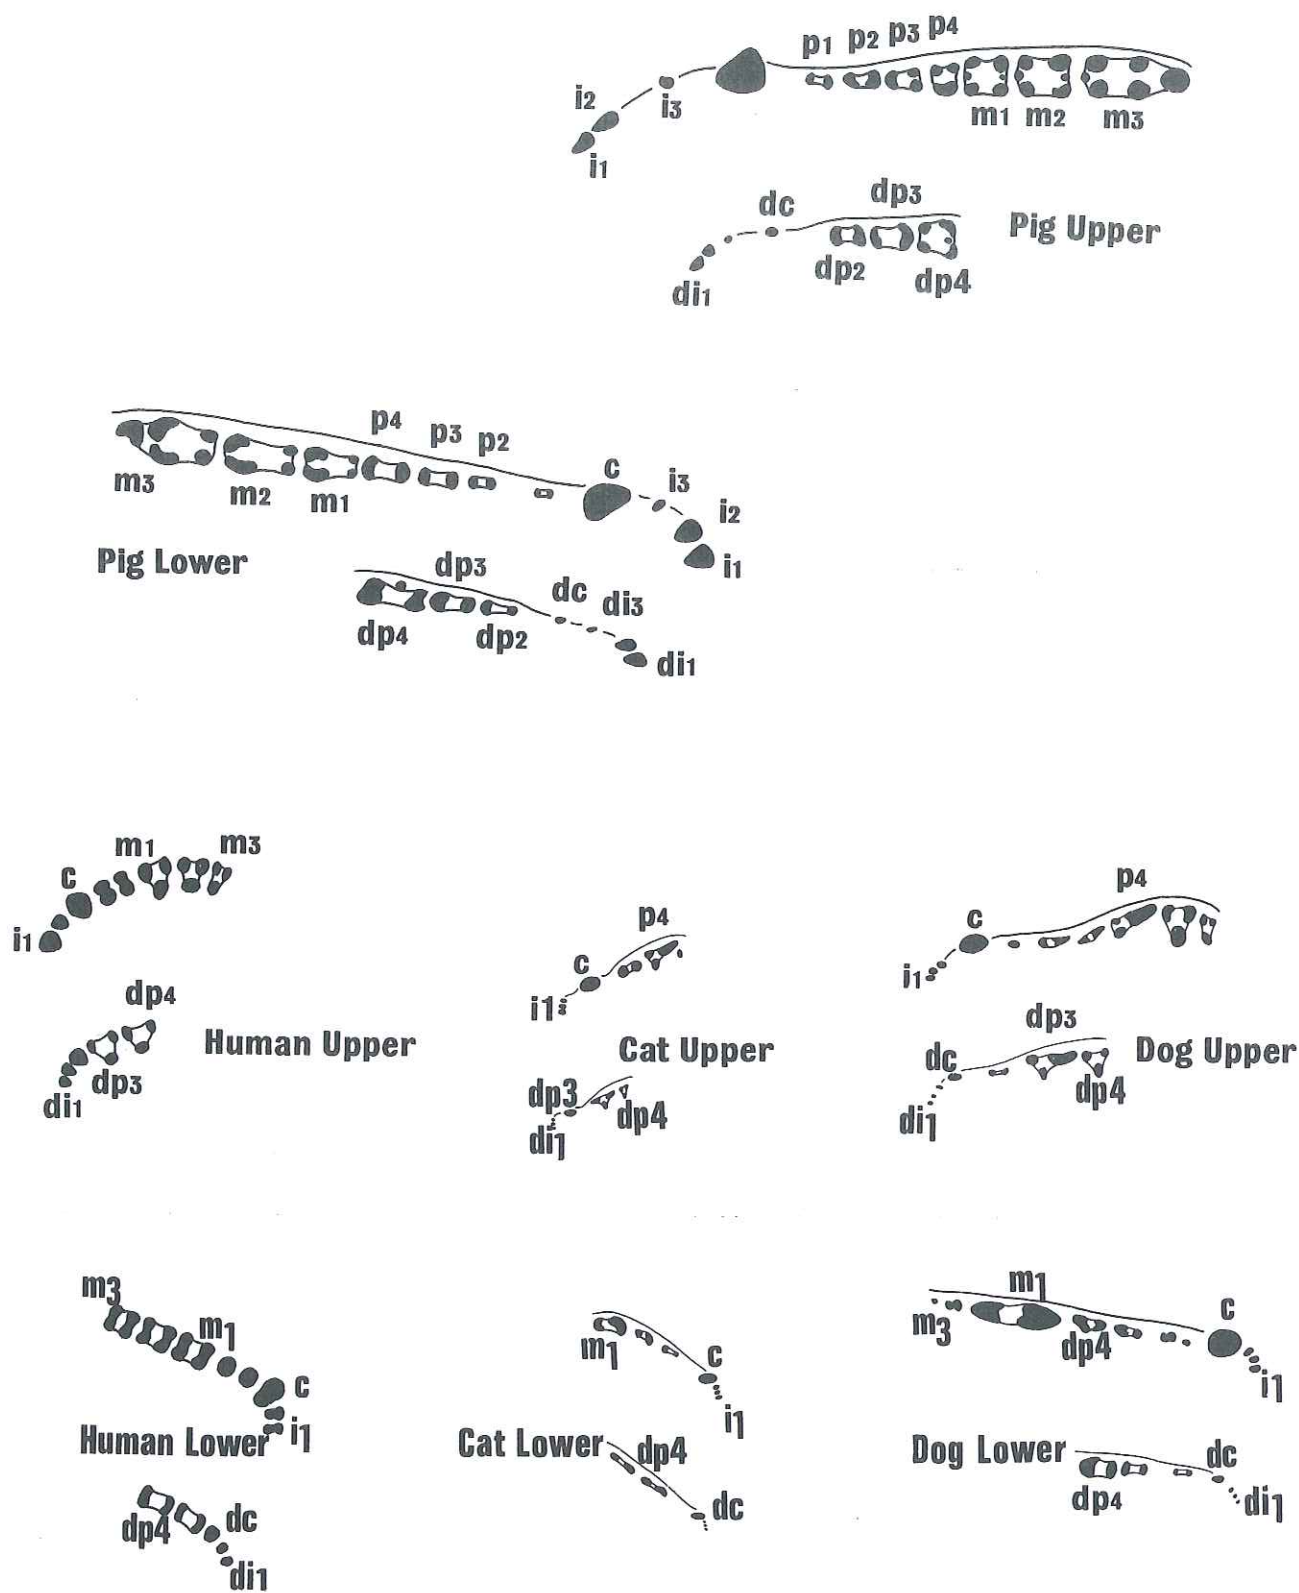 p1 p2 p3 p4
i2
i3
i1
m1 m2 m3
dc
dp3
Pig Upper
dp2
dp4
di1
p4
p3
p2
c
i3
m3
m2
m1
i2
i1
Pig Lower
dp3
dc
di3
dp4
dp2
di1
m1
m3
c
i1
dp4
Human Upper
dp3
di1
p4
c
i1
Cat Upper
dp3
dp4
di1
p4
c
i1
dp3
dc
Dog Upper
dp4
di1
m3
m1
c
i1
Human Lower
dp4
dc
di1
m1
c
i1
Cat Lower
dp4
dc
m1
c
m3
dp4
i1
Dog Lower
dc
dp4
di1